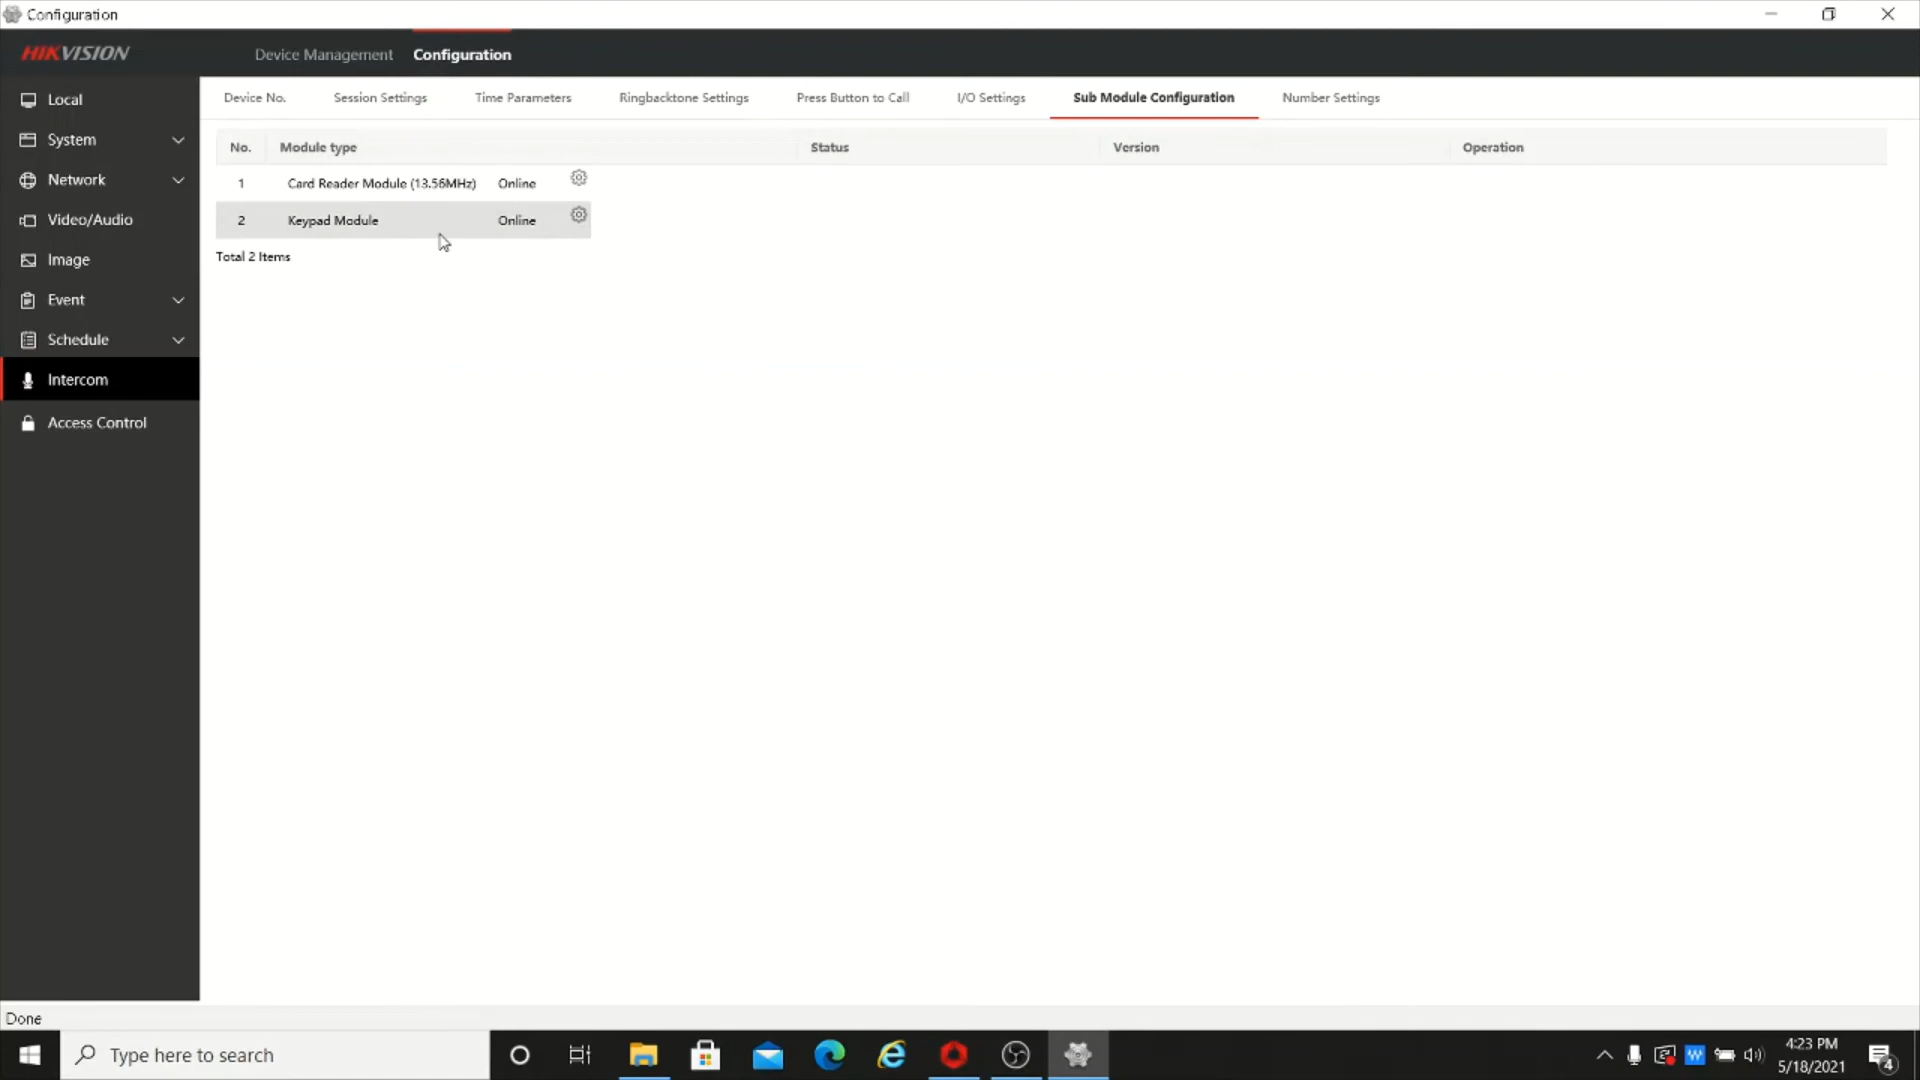 Configuration
HIKVISION
Device Management Configuration
Local
System
Network
Video/Audio
Image
Event
Schedule
Intercom
Access Control
Device No. Session Settings Time Parameters Ringbacktone Settings Press Button to Call I/O Settings Sub Module Configuration Number Settings
No. Module type Status Version Operation
1 Card Reader Module (13.56MHz) Online
2 Keypad Module Online
Total 2 Items
Done
Type here to search
W
4:23 PM
5/18/2021
4